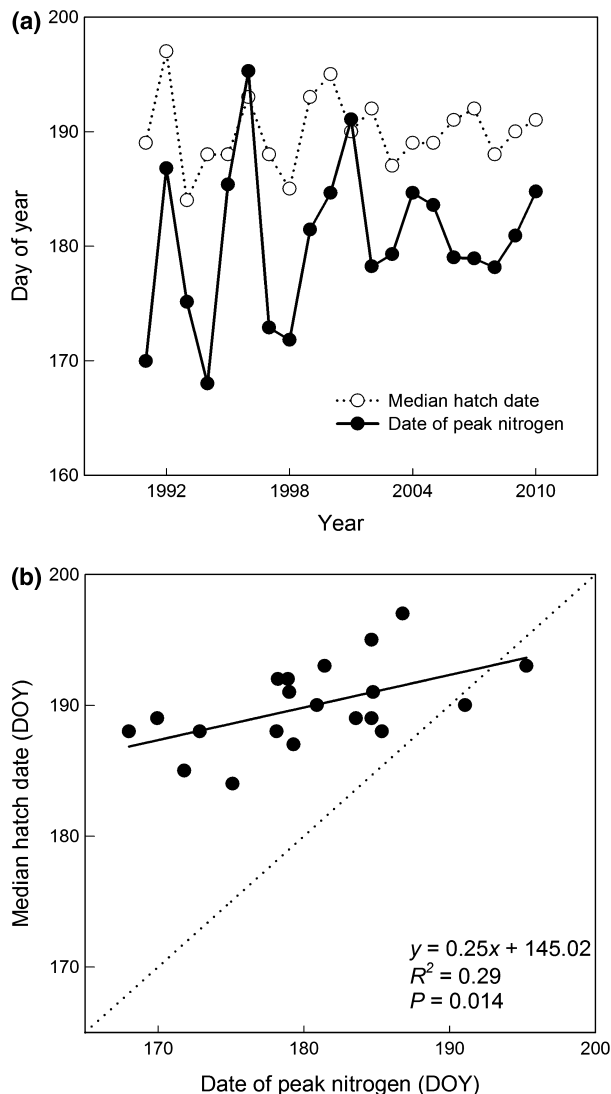 (a)
200
190
180
170
160
Day of year
Median hatch date
Date of peak nitrogen
1992 1998 2004 2010
Year
(b)
200
190
180
170
Median hatch date (DOY)
y = 0.25x + 145.02
R² = 0.29
P = 0.014
170 180 190 200
Date of peak nitrogen (DOY)